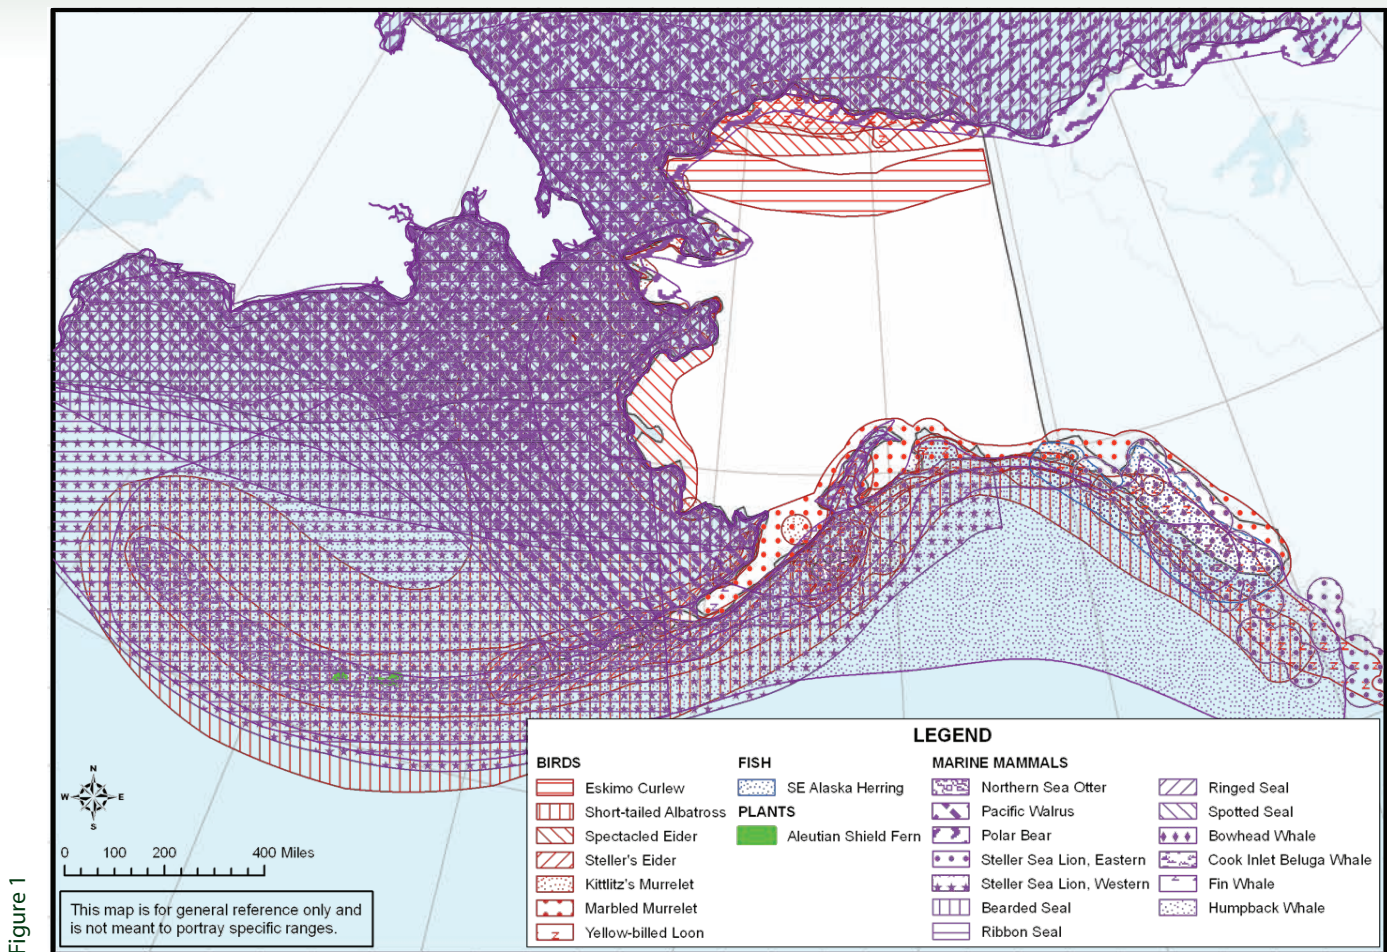 Figure 1
N
W E
S
0 100 200 400 Miles
This map is for general reference only and
is not meant to portray specific ranges.
LEGEND
BIRDS
Eskimo Curlew
Short-tailed Albatross
Spectacled Eider
Steller's Eider
Kittlitz's Murrelet
Marbled Murrelet
Yellow-billed Loon
FISH
SE Alaska Herring
PLANTS
Aleutian Shield Fern
MARINE MAMMALS
Northern Sea Otter
Pacific Walrus
Polar Bear
Steller Sea Lion, Eastern
Steller Sea Lion, Western
Bearded Seal
Ribbon Seal
Ringed Seal
Spotted Seal
Bowhead Whale
Cook Inlet Beluga Whale
Fin Whale
Humpback Whale